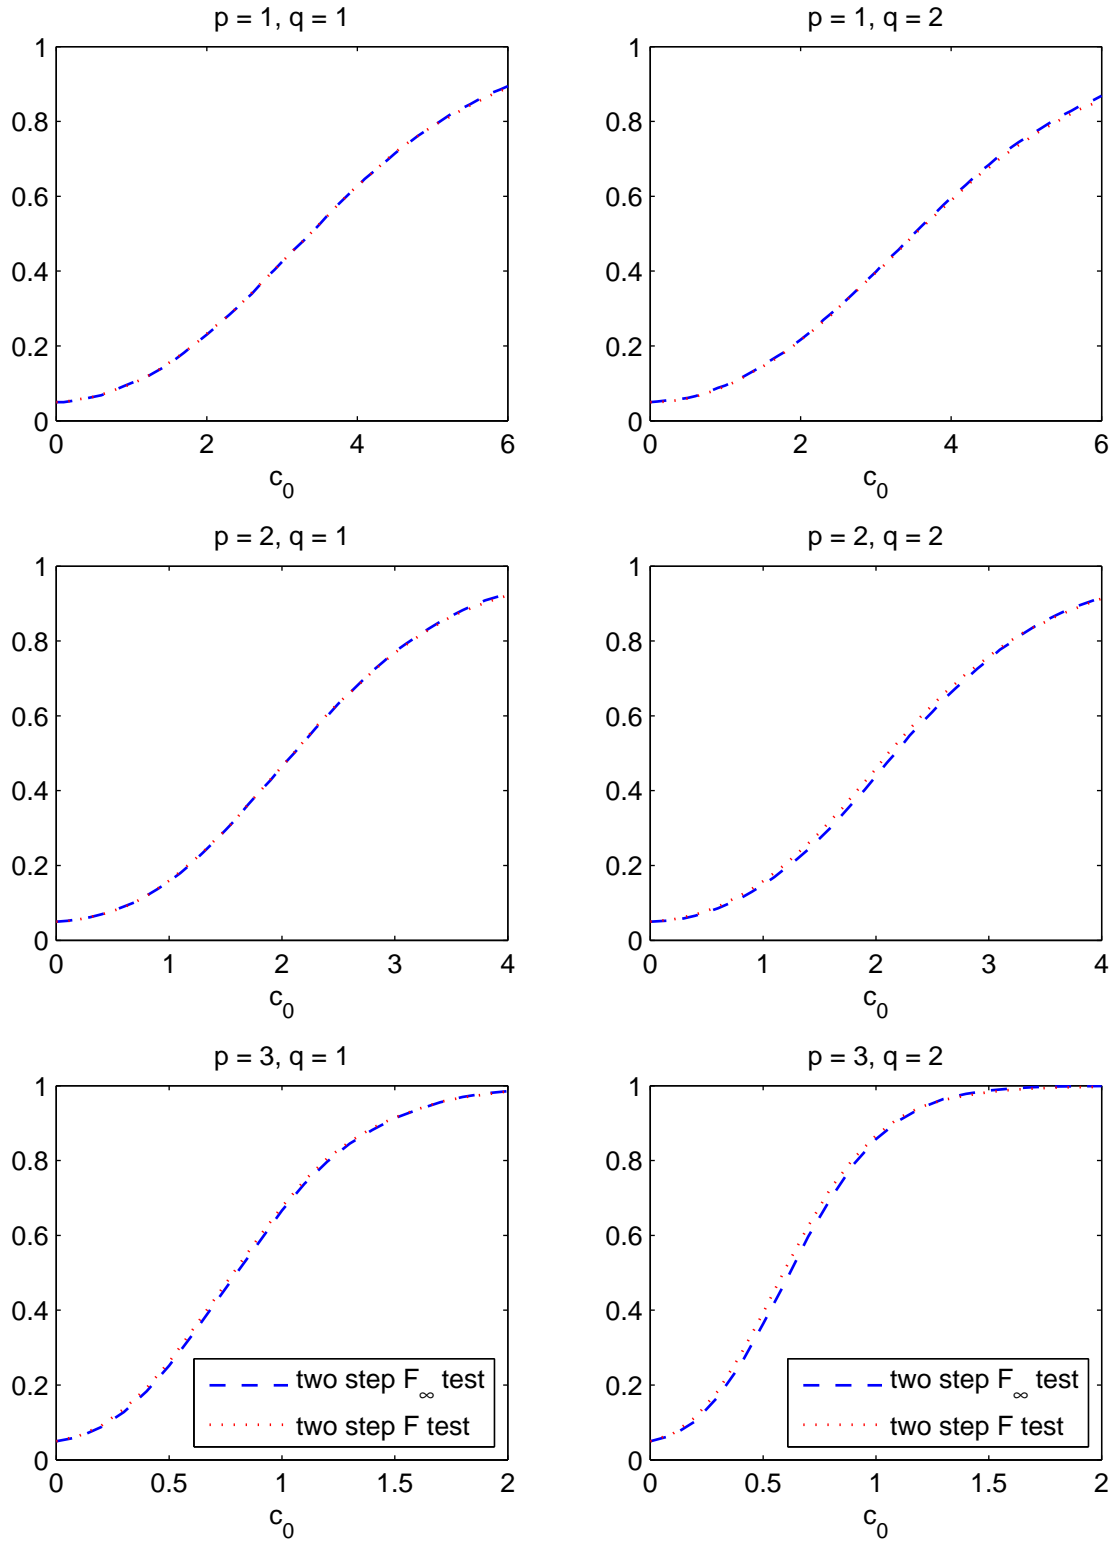 p = 1, q = 1
1
0.8
0.6
0.4
0.2
0
0 2 4 6
c₀
p = 1, q = 2
1
0.8
0.6
0.4
0.2
0
0 2 4 6
c₀
p = 2, q = 1
1
0.8
0.6
0.4
0.2
0
0 1 2 3 4
c₀
p = 2, q = 2
1
0.8
0.6
0.4
0.2
0
0 1 2 3 4
c₀
p = 3, q = 1
1
0.8
0.6
0.4
0.2
0
0 0.5 1 1.5 2
c₀
two step F∞ test
two step F test
p = 3, q = 2
1
0.8
0.6
0.4
0.2
0
0 0.5 1 1.5 2
c₀
two step F∞ test
two step F test